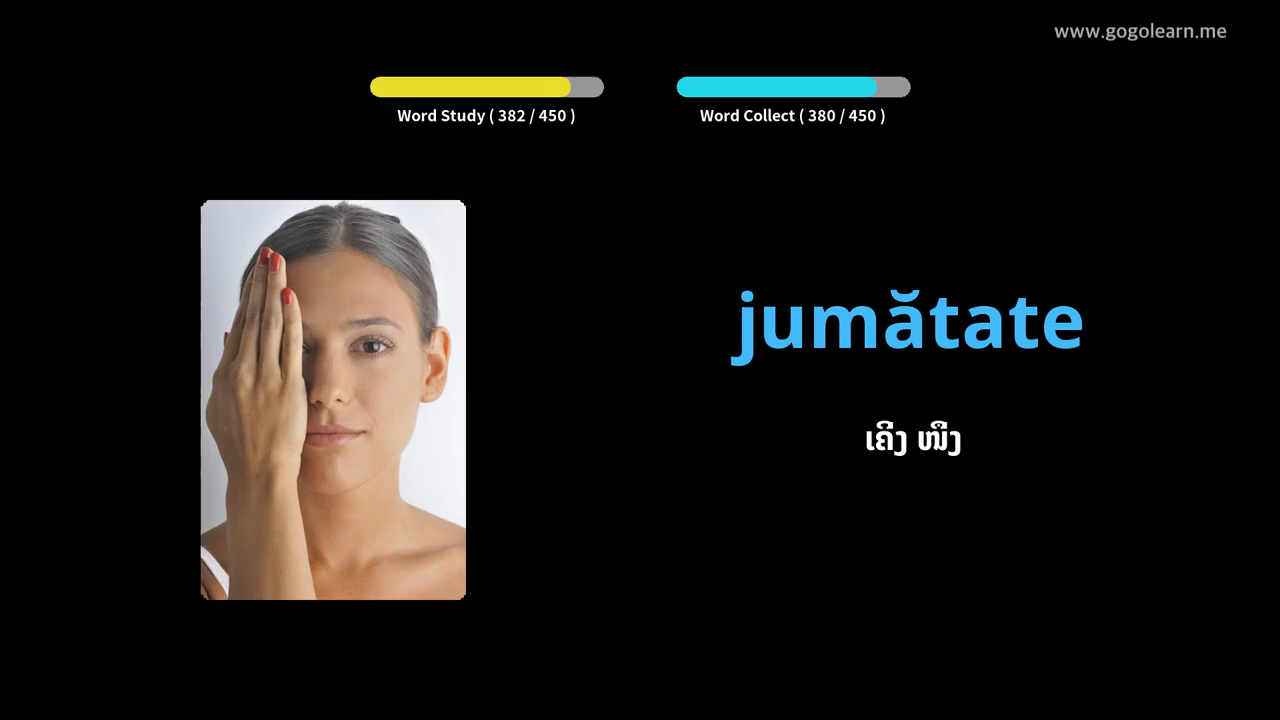 www.gogolearn.me
Word Study ( 382 / 450 )
Word Collect ( 380 / 450 )
jumătate
ເຄີງ ໜຶງ